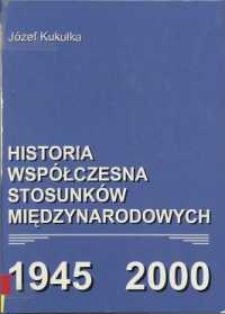 Józef Kukułka
HISTORIA
WSPÓŁCZESNA
STOSUNKÓW
MIĘDZYNARODOWYCH
1945 2000